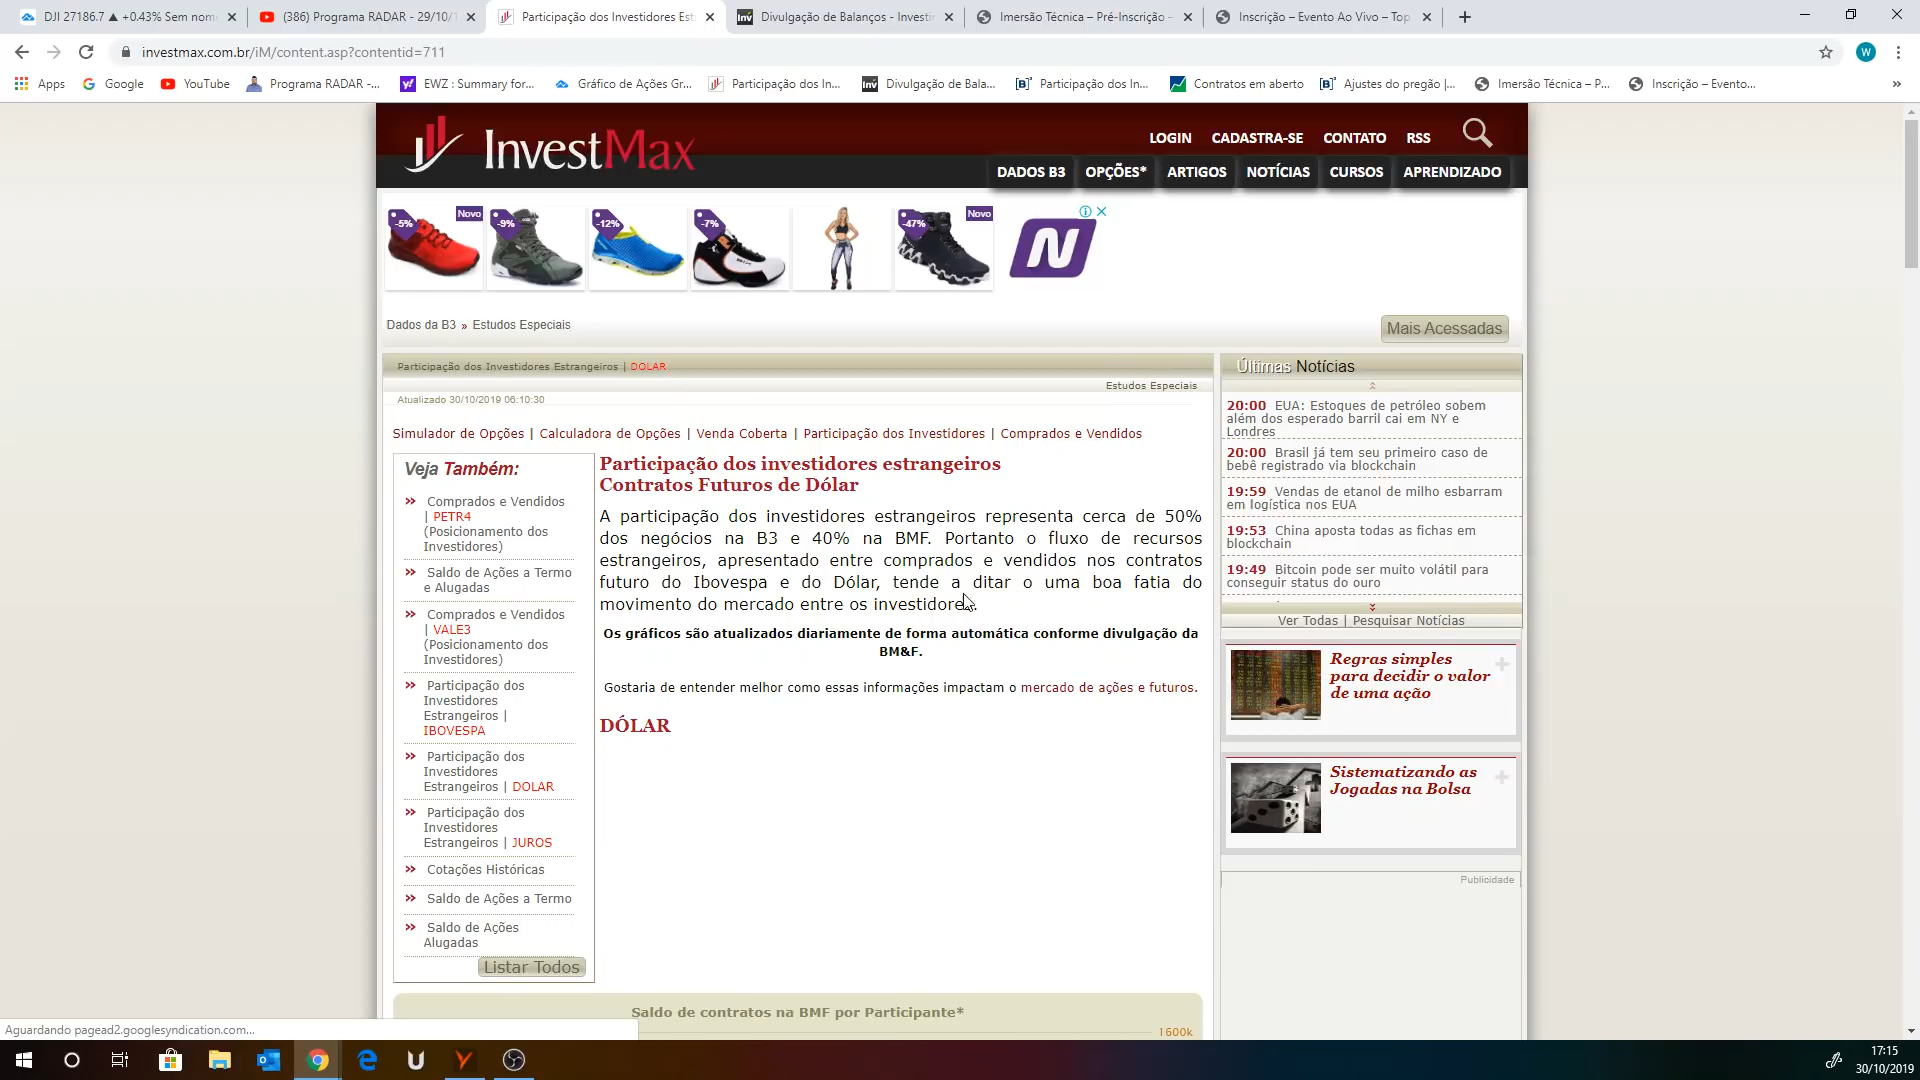 DJI 27186.7 ▲ +0.43% Sem nom
(386) Programa RADAR - 29/10/1
Participação dos Investidores Est
Divulgação de Balanços - Investin
Imersão Técnica – Pré-Inscrição –
Inscrição – Evento Ao Vivo – Top
investmax.com.br/iM/content.asp?contentid=711
W
Apps
Google
YouTube
Programa RADAR -...
EWZ : Summary for...
Gráfico de Ações Gr...
Participação dos In...
Divulgação de Bala...
Participação dos In...
Contratos em aberto
Ajustes do pregão |...
Imersão Técnica – P...
Inscrição – Evento...
InvestMax
LOGIN CADASTRA-SE CONTATO RSS
DADOS B3 OPÇÕES* ARTIGOS NOTÍCIAS CURSOS APRENDIZADO
-5% Novo -9% -12% -7% -47% Novo
N
Dados da B3 » Estudos Especiais
Mais Acessadas
Participação dos Investidores Estrangeiros | DOLAR
Estudos Especiais
Atualizado 30/10/2019 06:10:30
Simulador de Opções | Calculadora de Opções | Venda Coberta | Participação dos Investidores | Comprados e Vendidos
Veja Também:
» Comprados e Vendidos
| PETR4
(Posicionamento dos
Investidores)
» Saldo de Ações a Termo
e Alugadas
» Comprados e Vendidos
| VALE3
(Posicionamento dos
Investidores)
» Participação dos
Investidores
Estrangeiros |
IBOVESPA
» Participação dos
Investidores
Estrangeiros | DOLAR
» Participação dos
Investidores
Estrangeiros | JUROS
» Cotações Históricas
» Saldo de Ações a Termo
» Saldo de Ações
Alugadas
Listar Todos
Participação dos investidores estrangeiros
Contratos Futuros de Dólar
A participação dos investidores estrangeiros representa cerca de 50%
dos negócios na B3 e 40% na BMF. Portanto o fluxo de recursos
estrangeiros, apresentado entre comprados e vendidos nos contratos
futuro do Ibovespa e do Dólar, tende a ditar o uma boa fatia do
movimento do mercado entre os investidores.
Os gráficos são atualizados diariamente de forma automática conforme divulgação da
BM&F.
Gostaria de entender melhor como essas informações impactam o mercado de ações e futuros.
DÓLAR
Saldo de contratos na BMF por Participante*
1600k
Últimas Notícias
20:00 EUA: Estoques de petróleo sobem
além dos esperado barril cai em NY e
Londres
20:00 Brasil já tem seu primeiro caso de
bebê registrado via blockchain
19:59 Vendas de etanol de milho esbarram
em logística nos EUA
19:53 China aposta todas as fichas em
blockchain
19:49 Bitcoin pode ser muito volátil para
conseguir status do ouro
Ver Todas | Pesquisar Notícias
Regras simples
para decidir o valor
de uma ação
Sistematizando as
Jogadas na Bolsa
Publicidade
Aguardando pagead2.googlesyndication.com...
17:15
30/10/2019